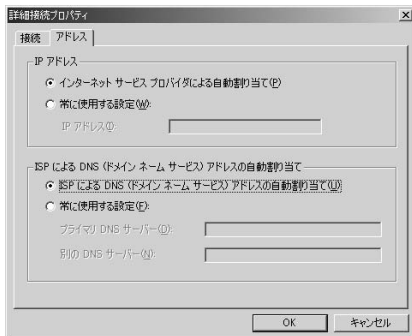 詳細接続プロパティ
接続 アドレス
IP アドレス
インターネット サービス プロバイダによる自動割り当て(P)
常に使用する設定(W):
IP アドレス(I):
ISP による DNS (ドメイン ネーム サービス) アドレスの自動割り当て
ISP による DNS (ドメイン ネーム サービス) アドレスの自動割り当て(U)
常に使用する設定(F):
プライマリ DNS サーバー(D):
別の DNS サーバー(N):
OK キャンセル